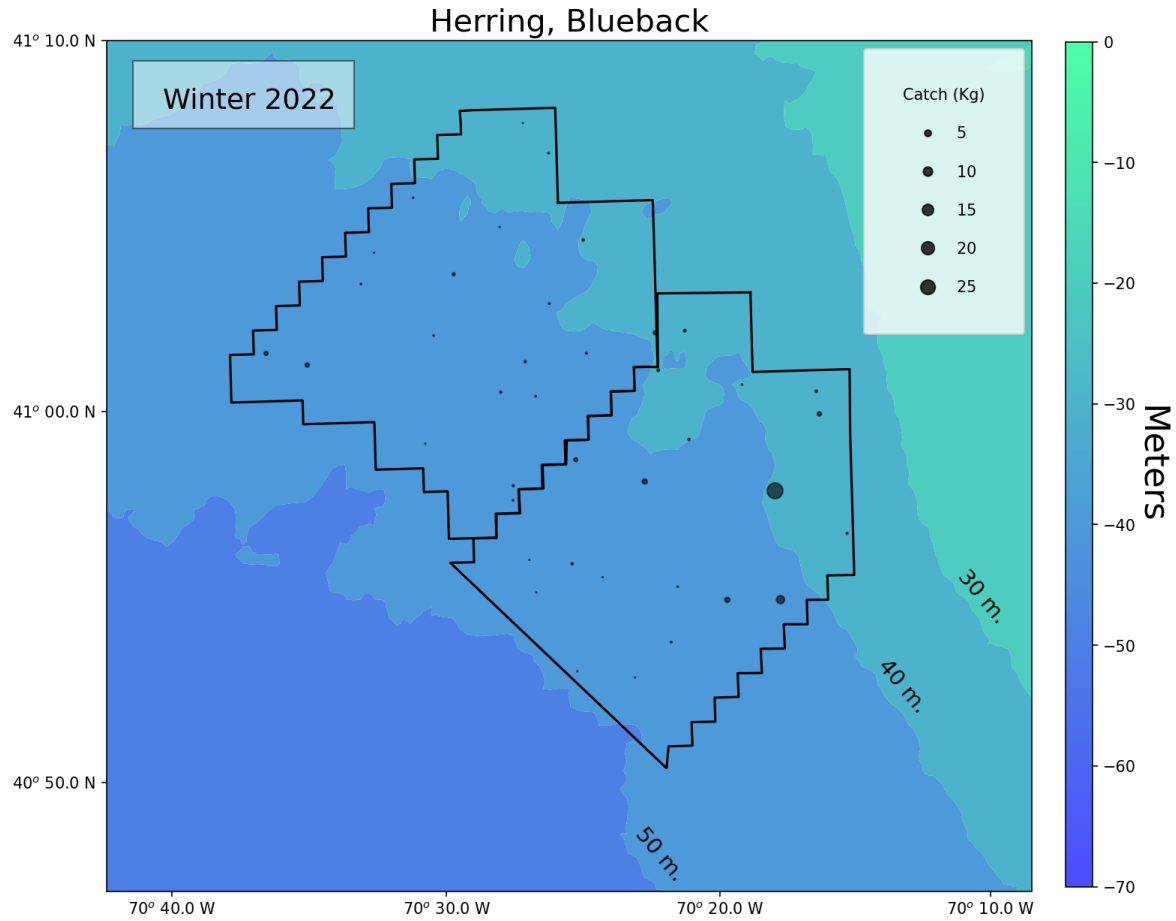 Herring, Blueback
41° 10.0 N
41° 00.0 N
40° 50.0 N
Winter 2022
Catch (Kg)
5
10
15
20
25
30 m.
40 m.
50 m.
70° 40.0 W
70° 30.0 W
70° 20.0 W
70° 10.0 W
0
−10
−20
−30
−40
−50
−60
−70
Meters